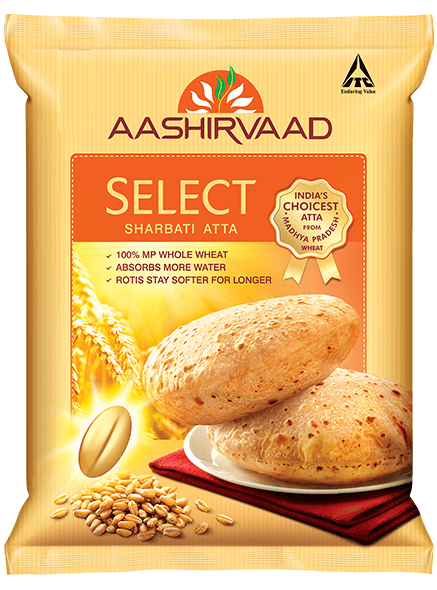 ITC
Enduring Value
AASHIRVAAD
SELECT
SHARBATI ATTA
INDIA'S
CHOICEST
ATTA
FROM
MADHYA PRADESH
WHEAT
✓ 100% MP WHOLE WHEAT
✓ ABSORBS MORE WATER
✓ ROTIS STAY SOFTER FOR LONGER